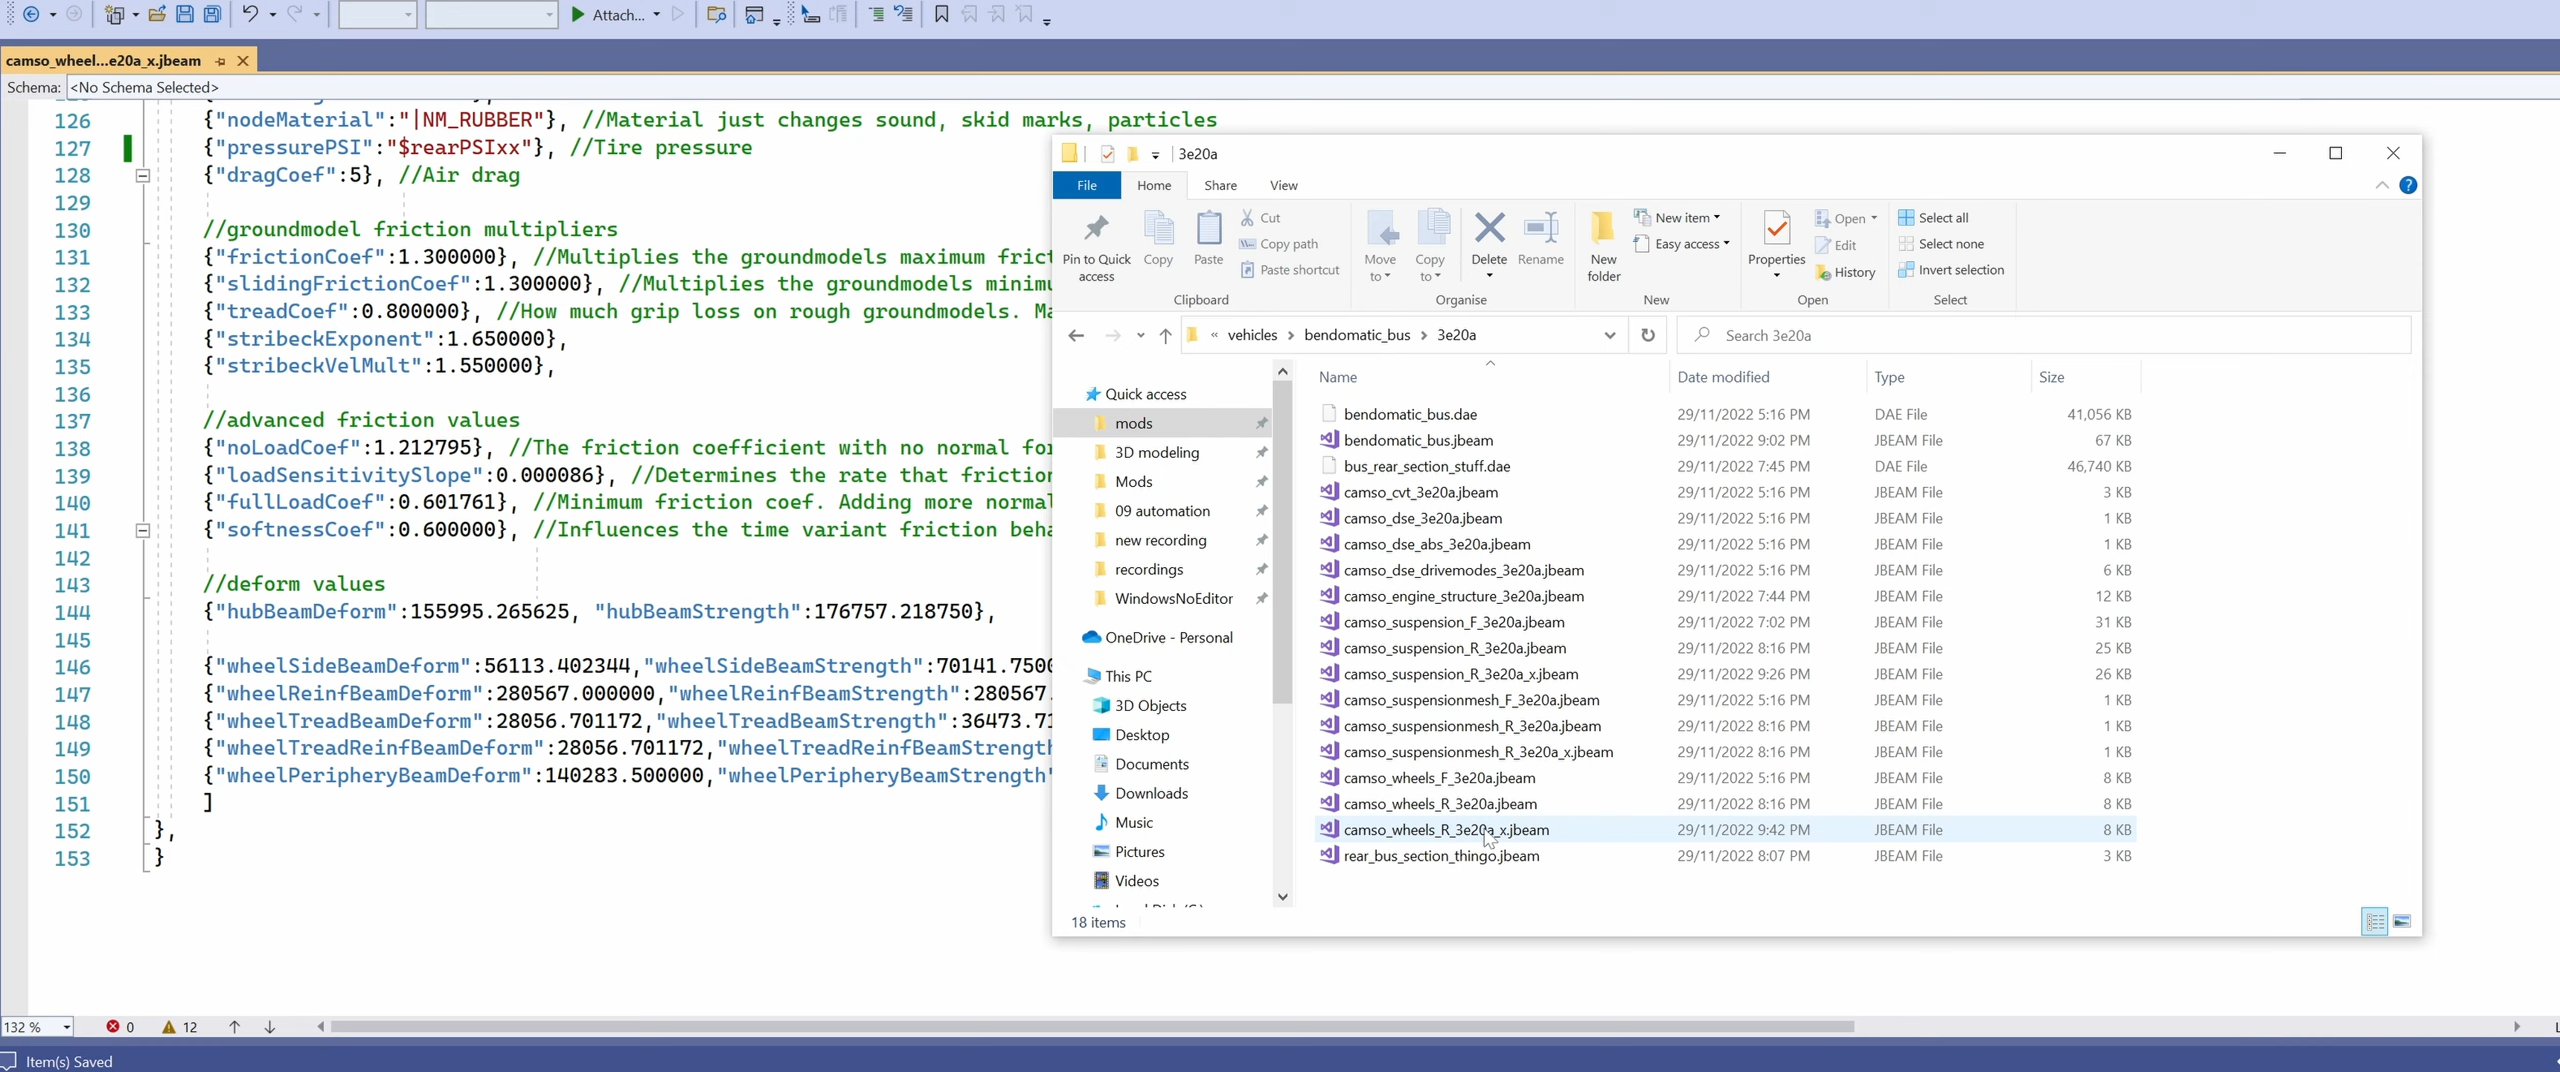 Attach...
camso_wheel...e20a_x.jbeam
Schema: <No Schema Selected>
126 {"nodeMaterial":"|NM_RUBBER"}, //Material just changes sound, skid marks, particles
127 {"pressurePSI":"$rearPSIxx"}, //Tire pressure
128 {"dragCoef":5}, //Air drag
129
130 //groundmodel friction multipliers
131 {"frictionCoef":1.300000}, //Multiplies the groundmodels maximum frict
132 {"slidingFrictionCoef":1.300000}, //Multiplies the groundmodels minimu
133 {"treadCoef":0.800000}, //How much grip loss on rough groundmodels. Ma
134 {"stribeckExponent":1.650000},
135 {"stribeckVelMult":1.550000},
136
137 //advanced friction values
138 {"noLoadCoef":1.212795}, //The friction coefficient with no normal for
139 {"loadSensitivitySlope":0.000086}, //Determines the rate that friction
140 {"fullLoadCoef":0.601761}, //Minimum friction coef. Adding more normal
141 {"softnessCoef":0.600000}, //Influences the time variant friction beha
142
143 //deform values
144 {"hubBeamDeform":155995.265625, "hubBeamStrength":176757.218750},
145
146 {"wheelSideBeamDeform":56113.402344,"wheelSideBeamStrength":70141.7500
147 {"wheelReinfBeamDeform":280567.000000,"wheelReinfBeamStrength":280567.
148 {"wheelTreadBeamDeform":28056.701172,"wheelTreadBeamStrength":36473.71
149 {"wheelTreadReinfBeamDeform":28056.701172,"wheelTreadReinfBeamStrength
150 {"wheelPeripheryBeamDeform":140283.500000,"wheelPeripheryBeamStrength"
151 ]
152 },
153 }
132 %
0
12
Item(s) Saved
3e20a
File Home Share View
Pin to Quick access
Copy
Paste
Cut
Copy path
Paste shortcut
Clipboard
Move to
Copy to
Delete
Rename
Organise
New folder
New item
Easy access
New
Properties
Open
Edit
History
Open
Select all
Select none
Invert selection
Select
« vehicles > bendomatic_bus > 3e20a
Search 3e20a
Quick access
mods
3D modeling
Mods
09 automation
new recording
recordings
WindowsNoEditor
OneDrive - Personal
This PC
3D Objects
Desktop
Documents
Downloads
Music
Pictures
Videos
Name Date modified Type Size
bendomatic_bus.dae 29/11/2022 5:16 PM DAE File 41,056 KB
bendomatic_bus.jbeam 29/11/2022 9:02 PM JBEAM File 67 KB
bus_rear_section_stuff.dae 29/11/2022 7:45 PM DAE File 46,740 KB
camso_cvt_3e20a.jbeam 29/11/2022 5:16 PM JBEAM File 3 KB
camso_dse_3e20a.jbeam 29/11/2022 5:16 PM JBEAM File 1 KB
camso_dse_abs_3e20a.jbeam 29/11/2022 5:16 PM JBEAM File 1 KB
camso_dse_drivemodes_3e20a.jbeam 29/11/2022 5:16 PM JBEAM File 6 KB
camso_engine_structure_3e20a.jbeam 29/11/2022 7:44 PM JBEAM File 12 KB
camso_suspension_F_3e20a.jbeam 29/11/2022 7:02 PM JBEAM File 31 KB
camso_suspension_R_3e20a.jbeam 29/11/2022 8:16 PM JBEAM File 25 KB
camso_suspension_R_3e20a_x.jbeam 29/11/2022 9:26 PM JBEAM File 26 KB
camso_suspensionmesh_F_3e20a.jbeam 29/11/2022 5:16 PM JBEAM File 1 KB
camso_suspensionmesh_R_3e20a.jbeam 29/11/2022 8:16 PM JBEAM File 1 KB
camso_suspensionmesh_R_3e20a_x.jbeam 29/11/2022 8:16 PM JBEAM File 1 KB
camso_wheels_F_3e20a.jbeam 29/11/2022 5:16 PM JBEAM File 8 KB
camso_wheels_R_3e20a.jbeam 29/11/2022 8:16 PM JBEAM File 8 KB
camso_wheels_R_3e20a_x.jbeam 29/11/2022 9:42 PM JBEAM File 8 KB
rear_bus_section_thingo.jbeam 29/11/2022 8:07 PM JBEAM File 3 KB
18 items